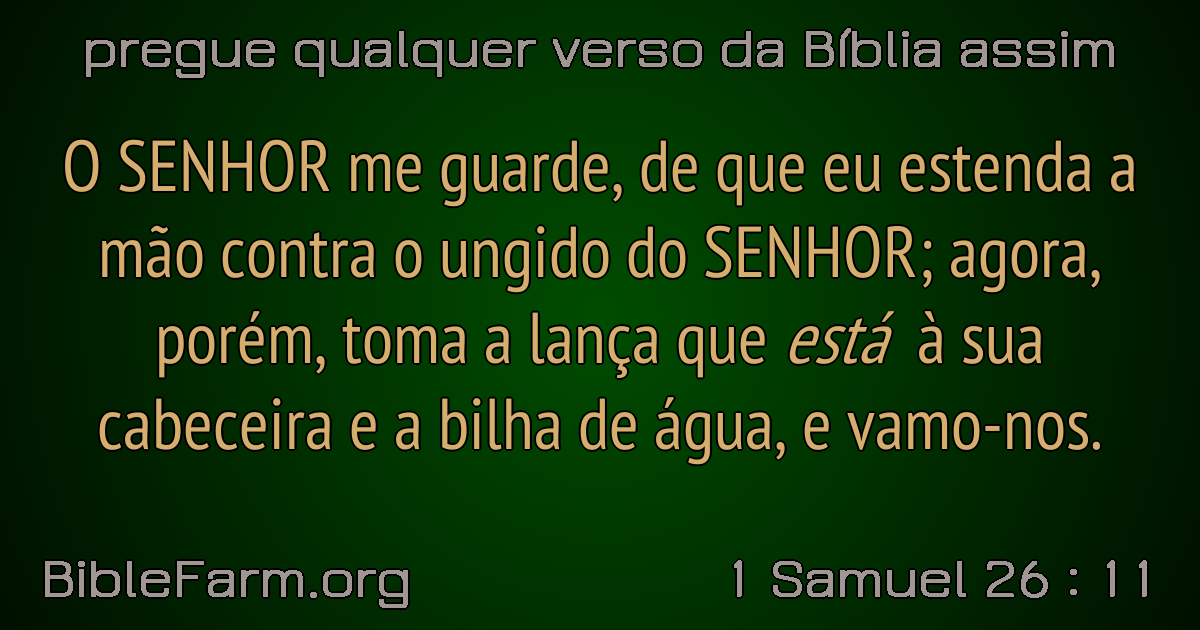 pregue qualquer verso da Bíblia assim
O SENHOR me guarde, de que eu estenda a
mão contra o ungido do SENHOR; agora,
porém, toma a lança que está à sua
cabeceira e a bilha de água, e vamo-nos.
BibleFarm.org
1 Samuel 26 : 11